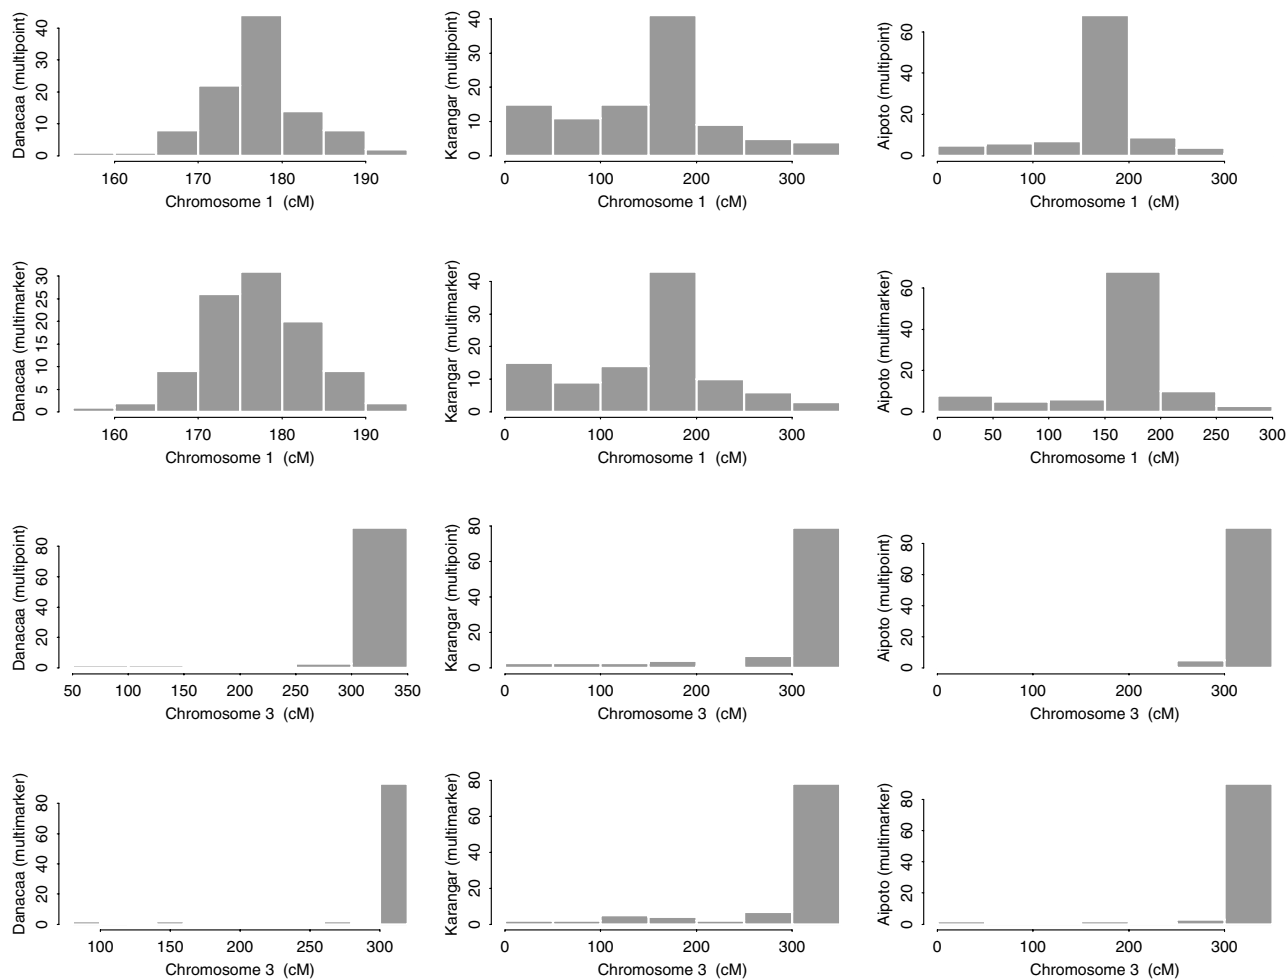 Danacaa (multipoint)
0 10 20 30 40
160 170 180 190
Chromosome 1 (cM)
Karangar (multipoint)
0 10 20 30 40
0 100 200 300
Chromosome 1 (cM)
Aipoto (multipoint)
0 20 40 60
0 100 200 300
Chromosome 1 (cM)
Danacaa (multimarker)
0 5 10 15 20 25 30
160 170 180 190
Chromosome 1 (cM)
Karangar (multimarker)
0 10 20 30 40
0 100 200 300
Chromosome 1 (cM)
Aipoto (multimarker)
0 20 40 60
0 50 100 150 200 250 300
Chromosome 1 (cM)
Danacaa (multipoint)
0 20 40 60 80
50 100 150 200 250 300 350
Chromosome 3 (cM)
Karangar (multipoint)
0 20 40 60 80
0 100 200 300
Chromosome 3 (cM)
Aipoto (multipoint)
0 20 40 60 80
0 100 200 300
Chromosome 3 (cM)
Danacaa (multimarker)
0 20 40 60 80
100 150 200 250 300
Chromosome 3 (cM)
Karangar (multimarker)
0 20 40 60 80
0 100 200 300
Chromosome 3 (cM)
Aipoto (multimarker)
0 20 40 60 80
0 100 200 300
Chromosome 3 (cM)